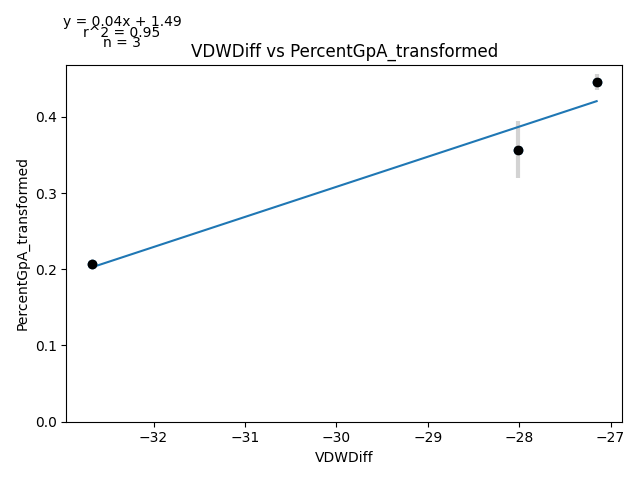 y = 0.04x + 1.49
r^2 = 0.95
n = 3
VDWDiff vs PercentGpA_transformed
PercentGpA_transformed
0.4
0.3
0.2
0.1
0.0
−32
−31
−30
−29
−28
−27
VDWDiff